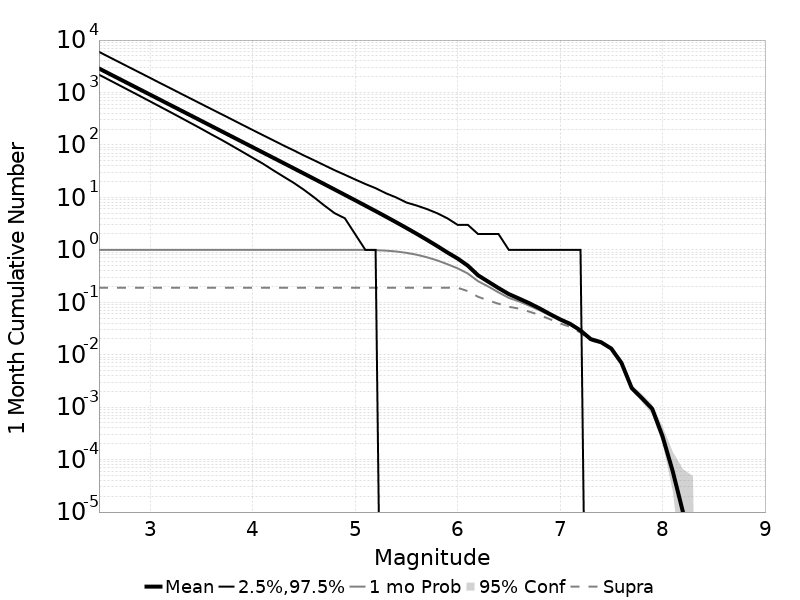 10^4
10^3
10^2
10^1
10^0
10^-1
10^-2
10^-3
10^-4
10^-5
1 Month Cumulative Number
3 4 5 6 7 8 9
Magnitude
Mean 2.5%,97.5% 1 mo Prob 95% Conf Supra